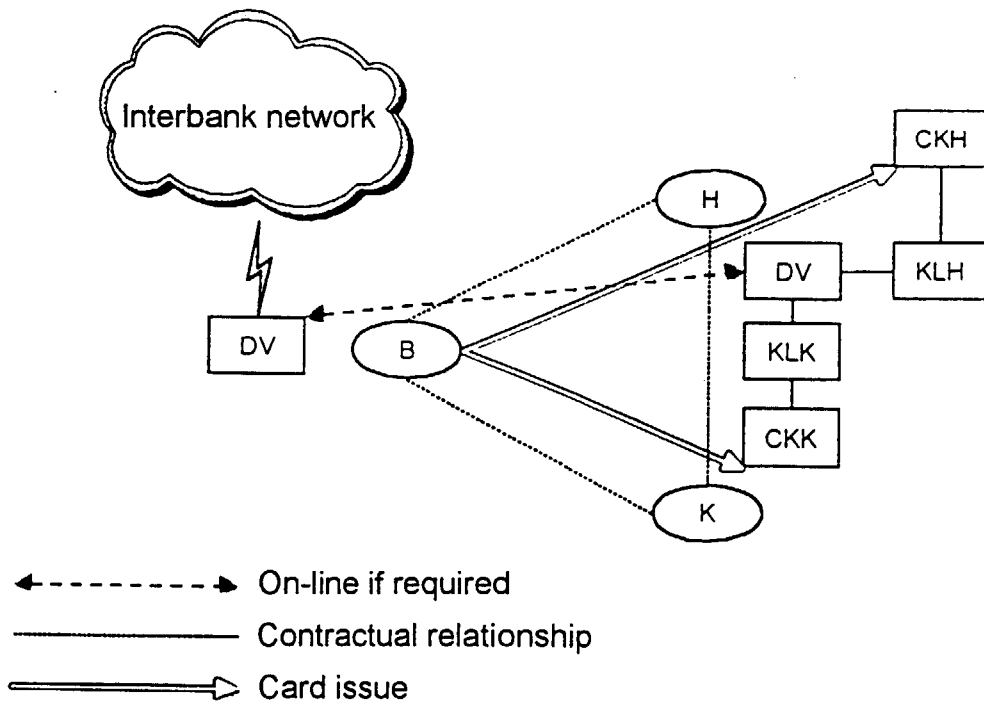 Interbank network
CKH
H
DV
KLH
DV
B
KLK
CKK
K
On-line if required
Contractual relationship
Card issue